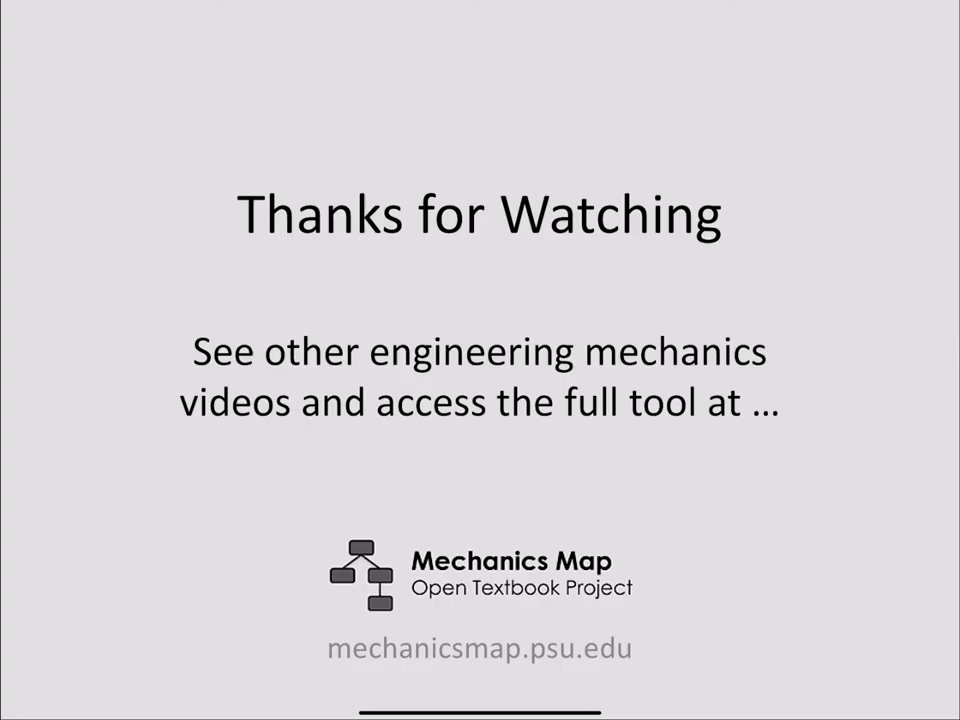 Thanks for Watching
See other engineering mechanics
videos and access the full tool at ...
Mechanics Map
Open Textbook Project
mechanicsmap.psu.edu